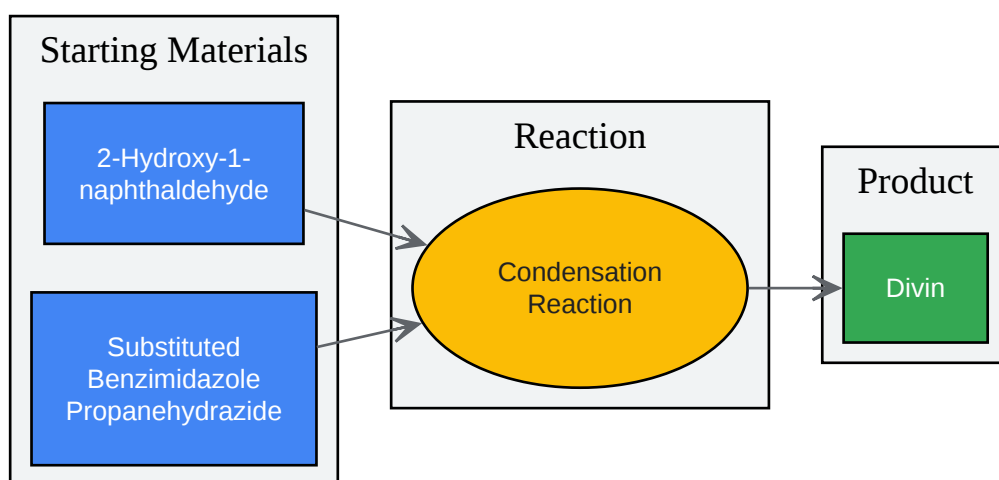 Starting Materials
2-Hydroxy-1-
naphthaldehyde
Substituted
Benzimidazole
Propanehydrazide
Reaction
Condensation
Reaction
Product
Divin